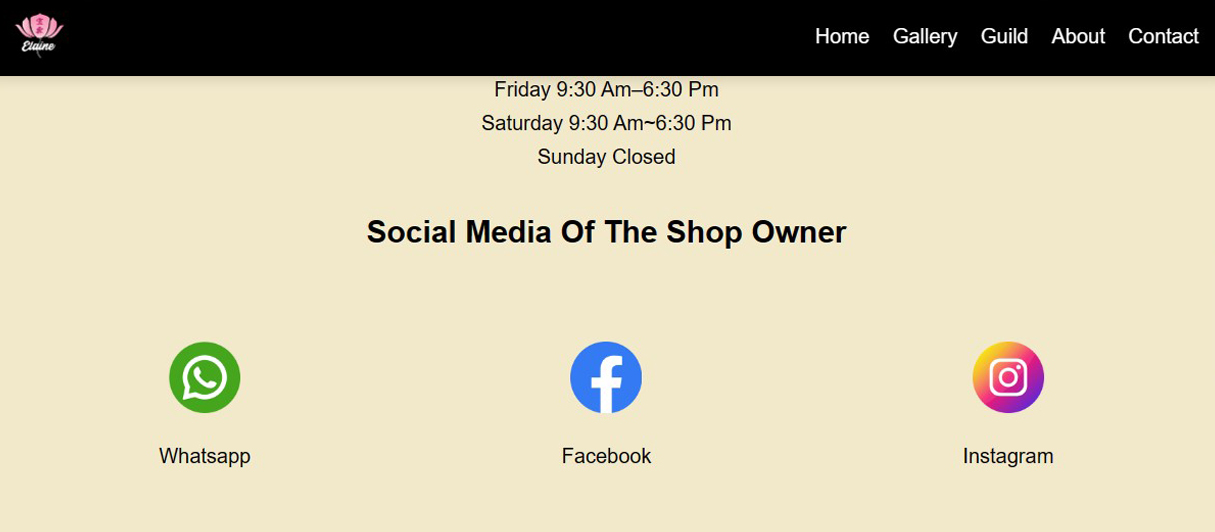 Elaine
Home Gallery Guild About Contact
Friday 9:30 Am–6:30 Pm
Saturday 9:30 Am~6:30 Pm
Sunday Closed
Social Media Of The Shop Owner
Whatsapp Facebook Instagram